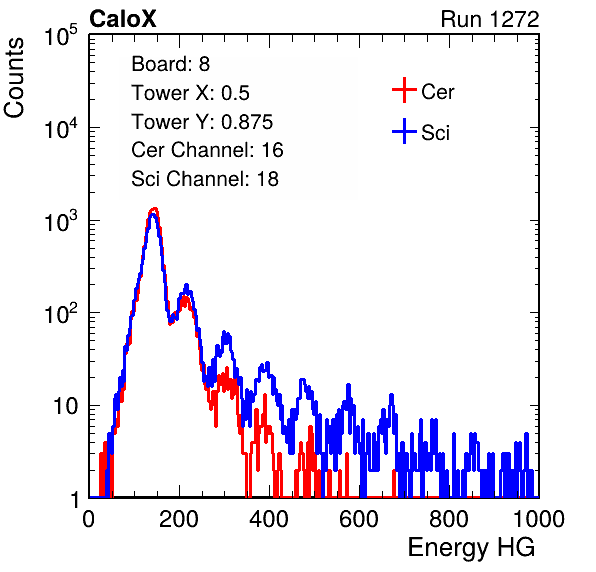 CaloX Run 1272
Counts
Board: 8
Tower X: 0.5
Tower Y: 0.875
Cer Channel: 16
Sci Channel: 18
Cer
Sci
10^5
10^4
10^3
10^2
10
1
0 200 400 600 800 1000
Energy HG